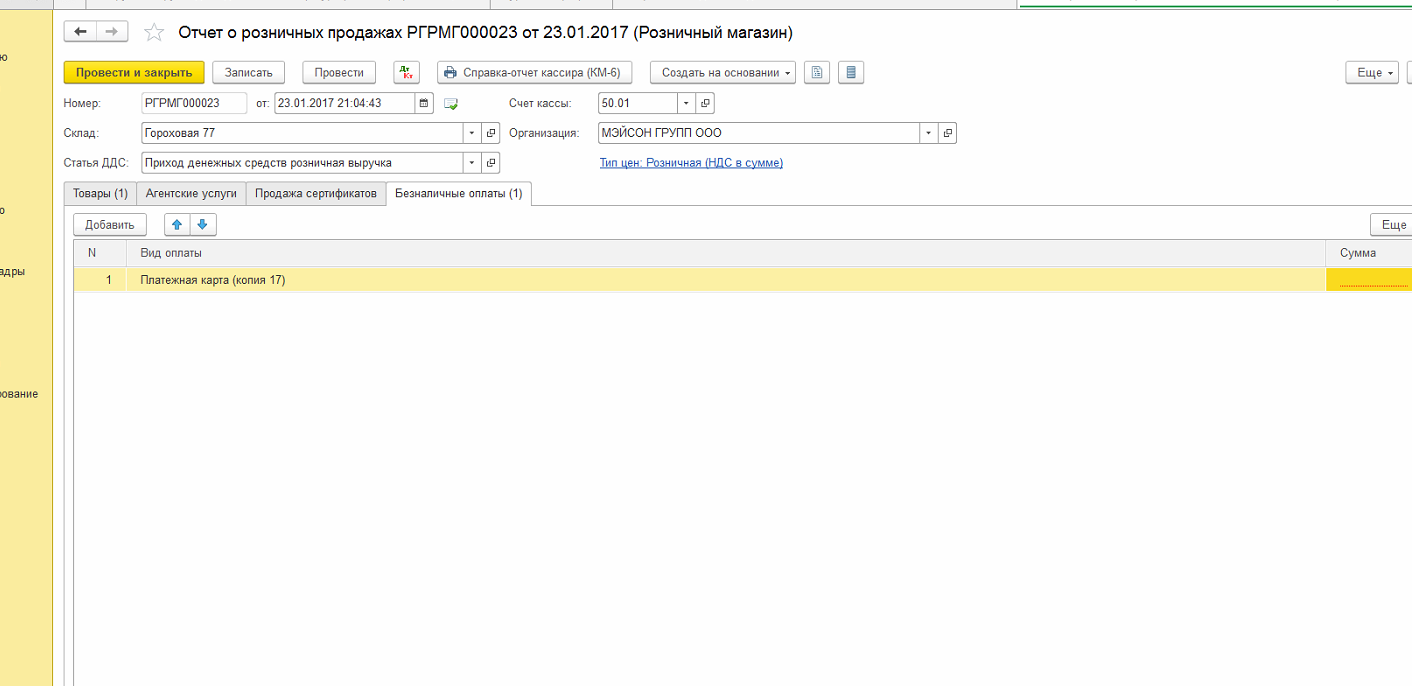 ю
Отчет о розничных продажах РГРМГ000023 от 23.01.2017 (Розничный магазин)
Провести и закрыть Записать Провести Дт Кт Справка-отчет кассира (КМ-6) Создать на основании Еще
Номер: РГРМГ000023 от: 23.01.2017 21:04:43 Счет кассы: 50.01
Склад: Гороховая 77 Организация: МЭЙСОН ГРУПП ООО
Статья ДДС: Приход денежных средств розничная выручка Тип цен: Розничная (НДС в сумме)
Товары (1) Агентские услуги Продажа сертификатов Безналичные оплаты (1)
о
Добавить Еще
N Вид оплаты Сумма
адры
1 Платежная карта (копия 17)
ование